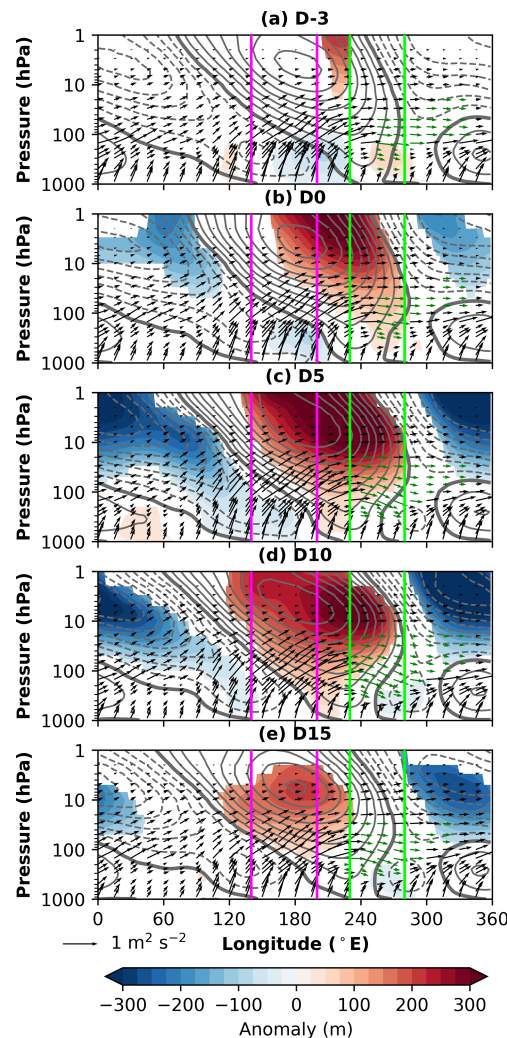 (a) D-3
1
10
100
1000
Pressure (hPa)
(b) D0
1
10
100
1000
Pressure (hPa)
(c) D5
1
10
100
1000
Pressure (hPa)
(d) D10
1
10
100
1000
Pressure (hPa)
(e) D15
1
10
100
1000
Pressure (hPa)
0 60 120 180 240 300 360
1 m² s⁻² Longitude (°E)
−300 −200 −100 0 100 200 300
Anomaly (m)